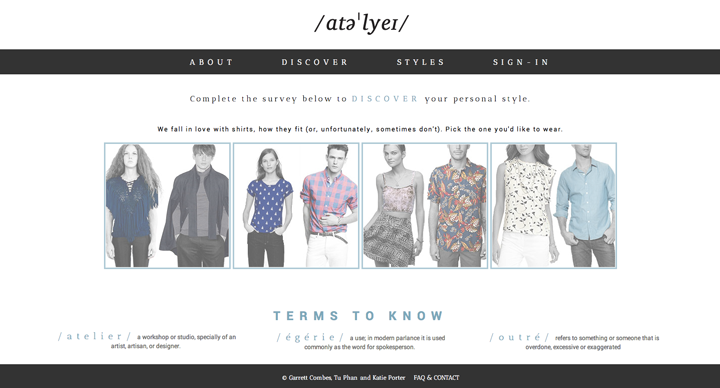 /atəˈlyeɪ/
ABOUT DISCOVER STYLES SIGN-IN
Complete the survey below to DISCOVER your personal style.
We fall in love with shirts, how they fit (or, unfortunately, sometimes don't). Pick the one you'd like to wear.
TERMS TO KNOW
/atelier/ a workshop or studio, specially of an
artist, artisan, or designer.
/égérie/ a use; in modern parlance it is used
commonly as the word for spokesperson.
/outré/ refers to something or someone that is
overdone, excessive or exaggerated
© Garrett Combes, Tu Phan and Katie Porter FAQ & CONTACT